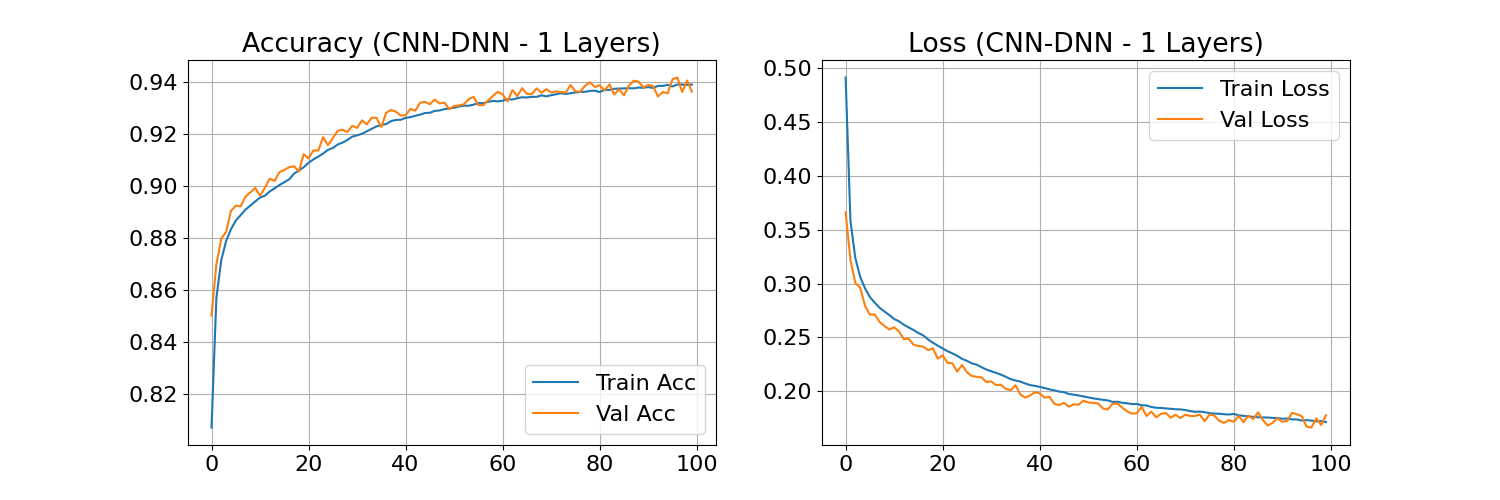 Accuracy (CNN-DNN - 1 Layers)
0.94
0.92
0.90
0.88
0.86
0.84
0.82
Train Acc
Val Acc
0 20 40 60 80 100
Loss (CNN-DNN - 1 Layers)
0.50
0.45
0.40
0.35
0.30
0.25
0.20
Train Loss
Val Loss
0 20 40 60 80 100